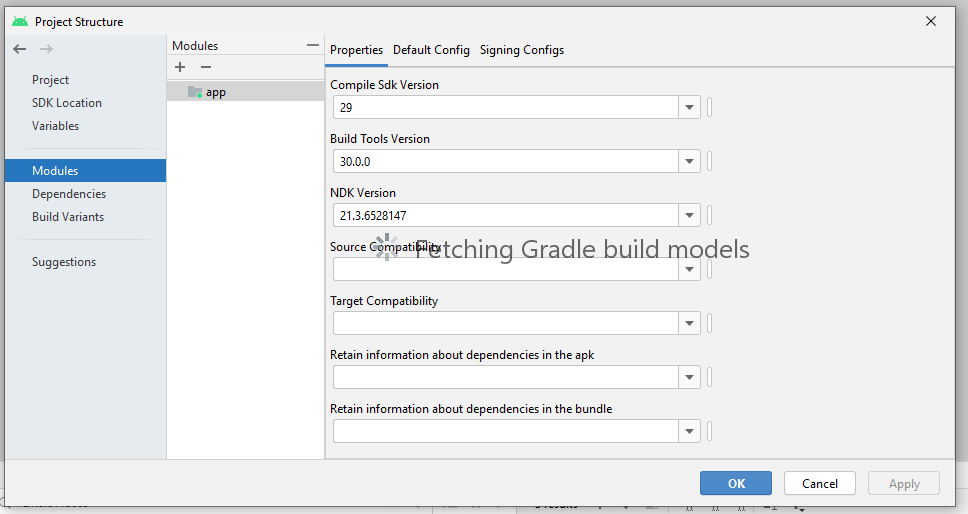 Project Structure
Project
SDK Location
Variables
Modules
Dependencies
Build Variants
Suggestions
Modules
app
Properties Default Config Signing Configs
Compile Sdk Version
29
Build Tools Version
30.0.0
NDK Version
21.3.6528147
Source Compatibility
Fetching Gradle build models
Target Compatibility
Retain information about dependencies in the apk
Retain information about dependencies in the bundle
OK Cancel Apply
results